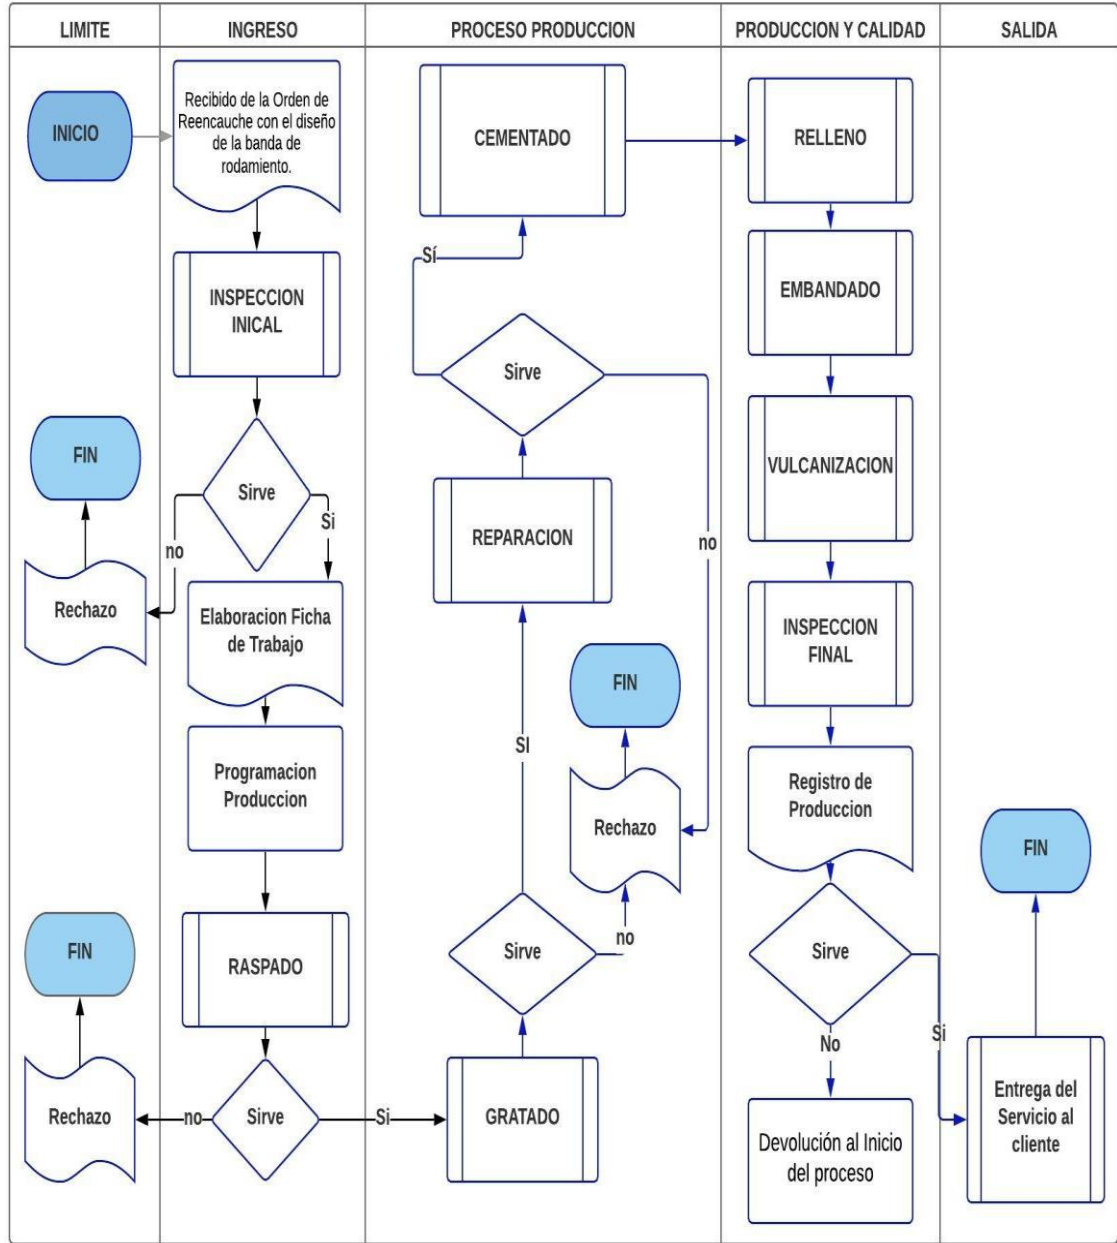 LIMITE
INGRESO
PROCESO PRODUCCION
PRODUCCION Y CALIDAD
SALIDA
INICIO
Recibido de la Orden de
Reencauche con el diseño
de la banda de
rodamiento.
INSPECCION
INICAL
Sirve
no
Si
FIN
Rechazo
Elaboracion Ficha
de Trabajo
Programacion
Produccion
RASPADO
FIN
Rechazo
no
Sirve
Si
CEMENTADO
Sí
Sirve
no
REPARACION
SI
FIN
Rechazo
Sirve
no
GRATADO
RELLENO
EMBANDADO
VULCANIZACION
INSPECCION
FINAL
Registro de
Produccion
Sirve
No
Si
Devolución al Inicio
del proceso
FIN
Entrega del
Servicio al
cliente